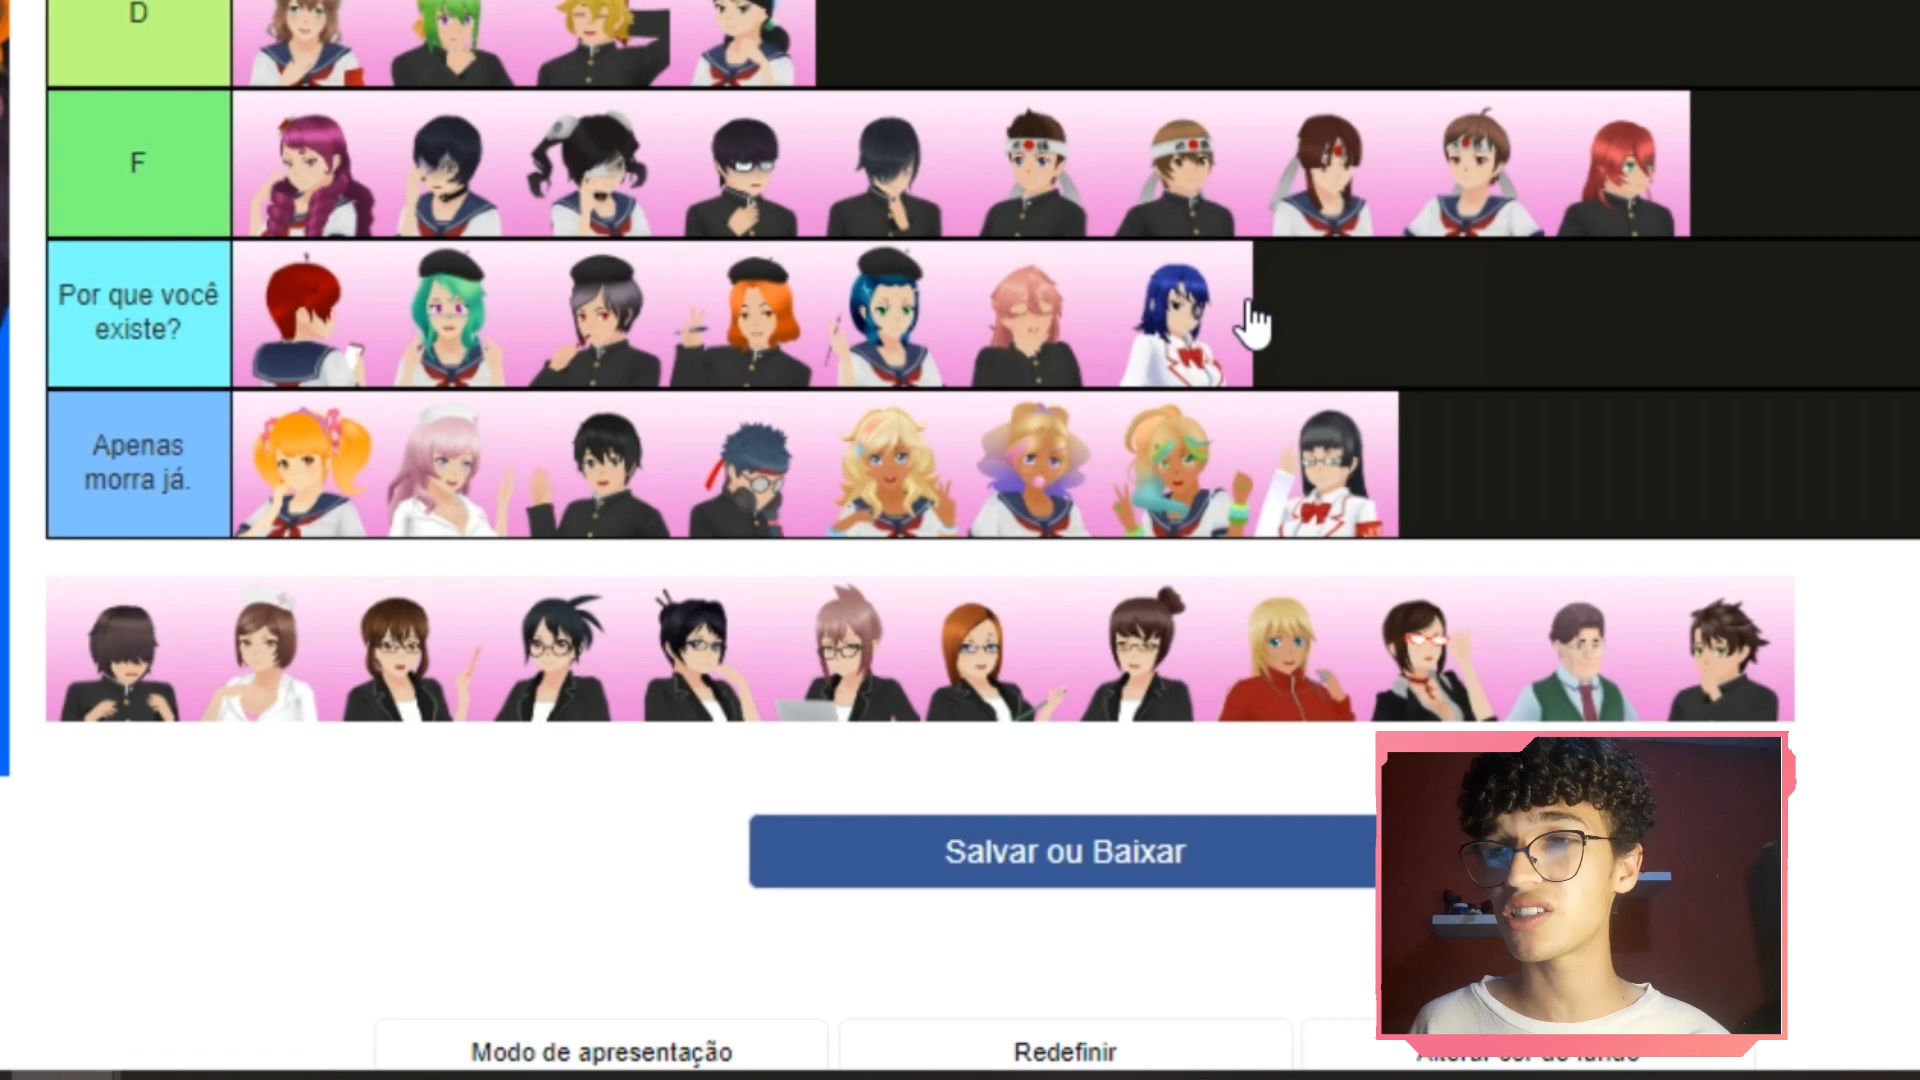 D
F
Por que você
existe?
Apenas
morra já.
Salvar ou Baixar
Modo de apresentação
Redefinir